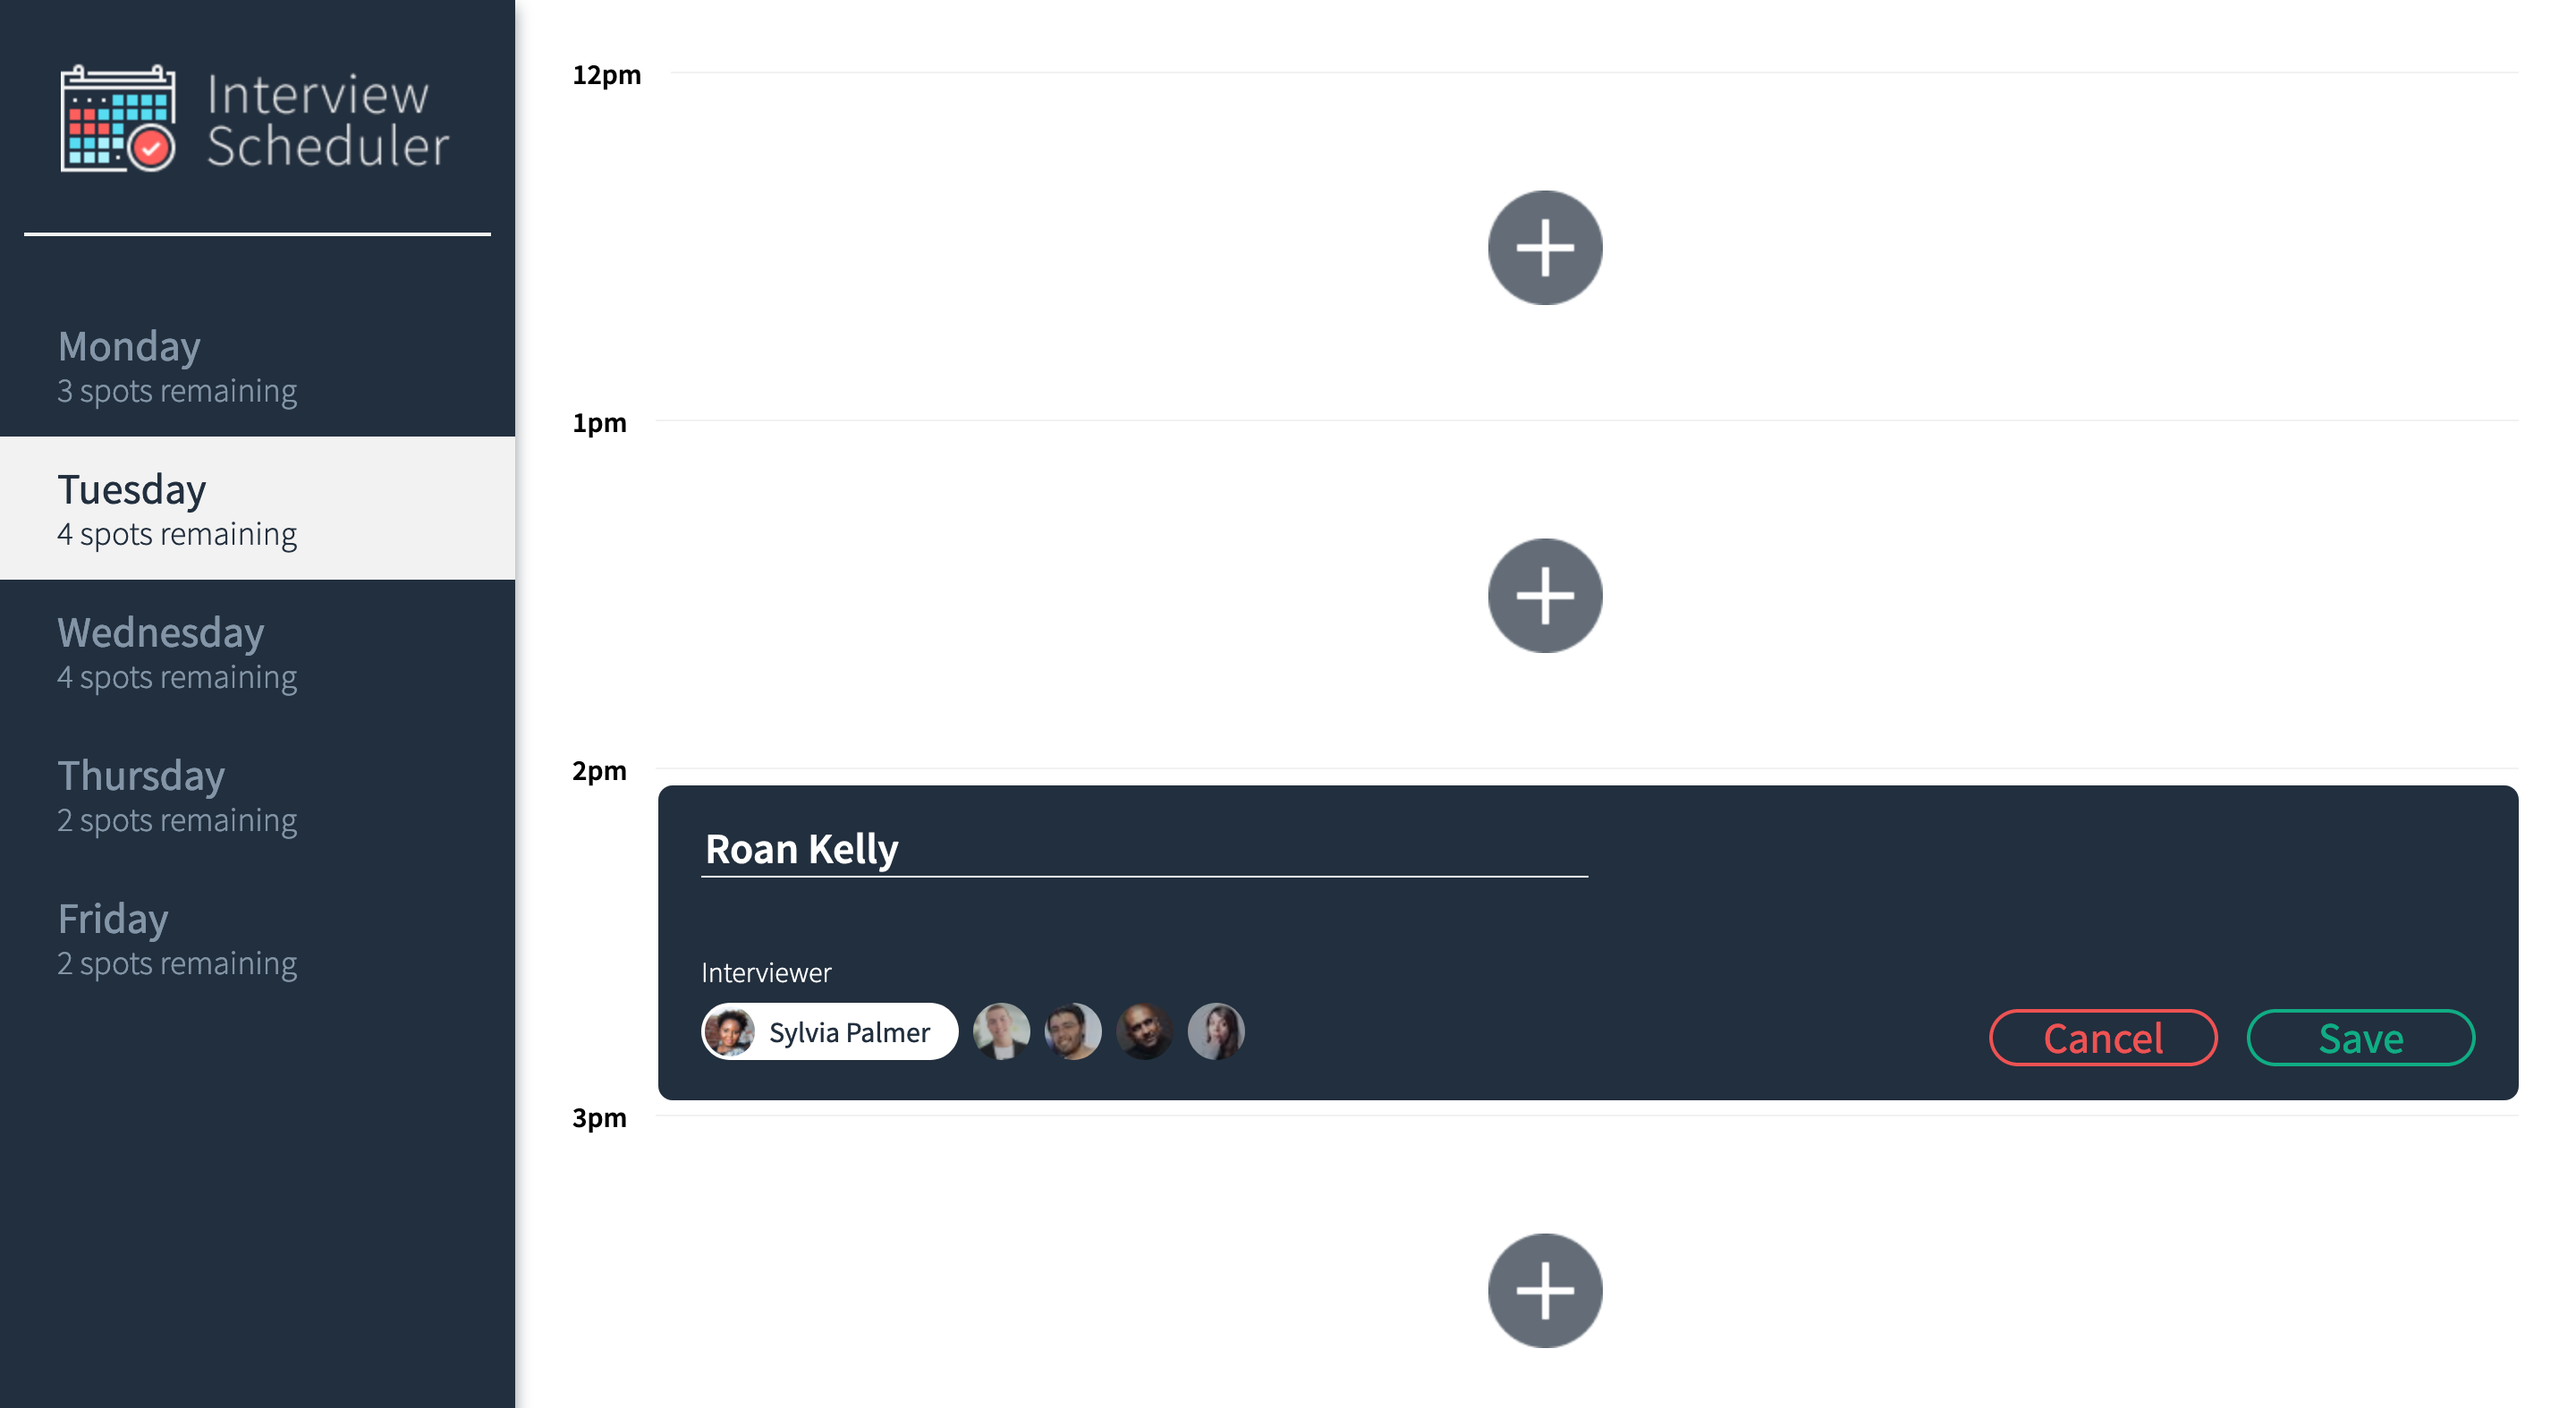 Interview
Scheduler
Monday
3 spots remaining
Tuesday
4 spots remaining
Wednesday
4 spots remaining
Thursday
2 spots remaining
Friday
2 spots remaining
12pm
1pm
2pm
Roan Kelly
Interviewer
Sylvia Palmer
Cancel
Save
3pm